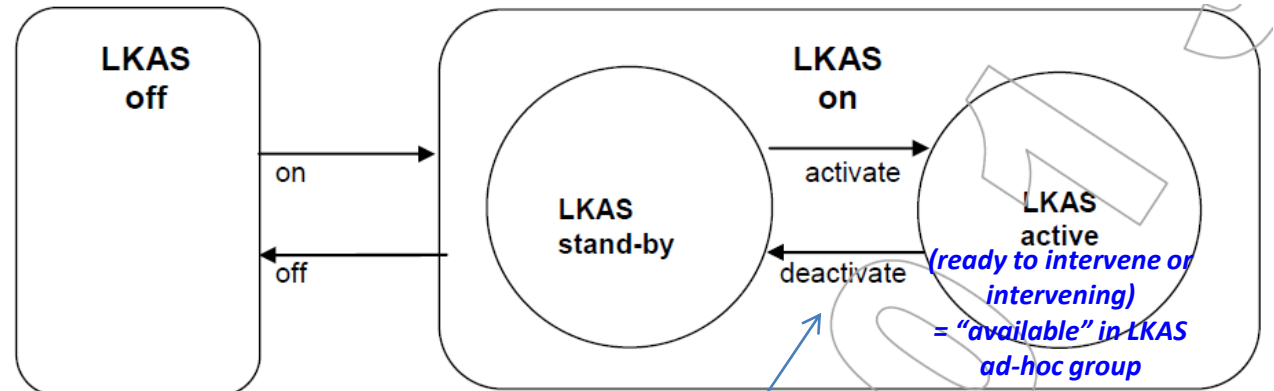 LKAS
off
on
off
LKAS
on
LKAS
stand-by
activate
deactivate
LKAS
active
(ready to intervene or
intervening)
= “available” in LKAS
ad-hoc group